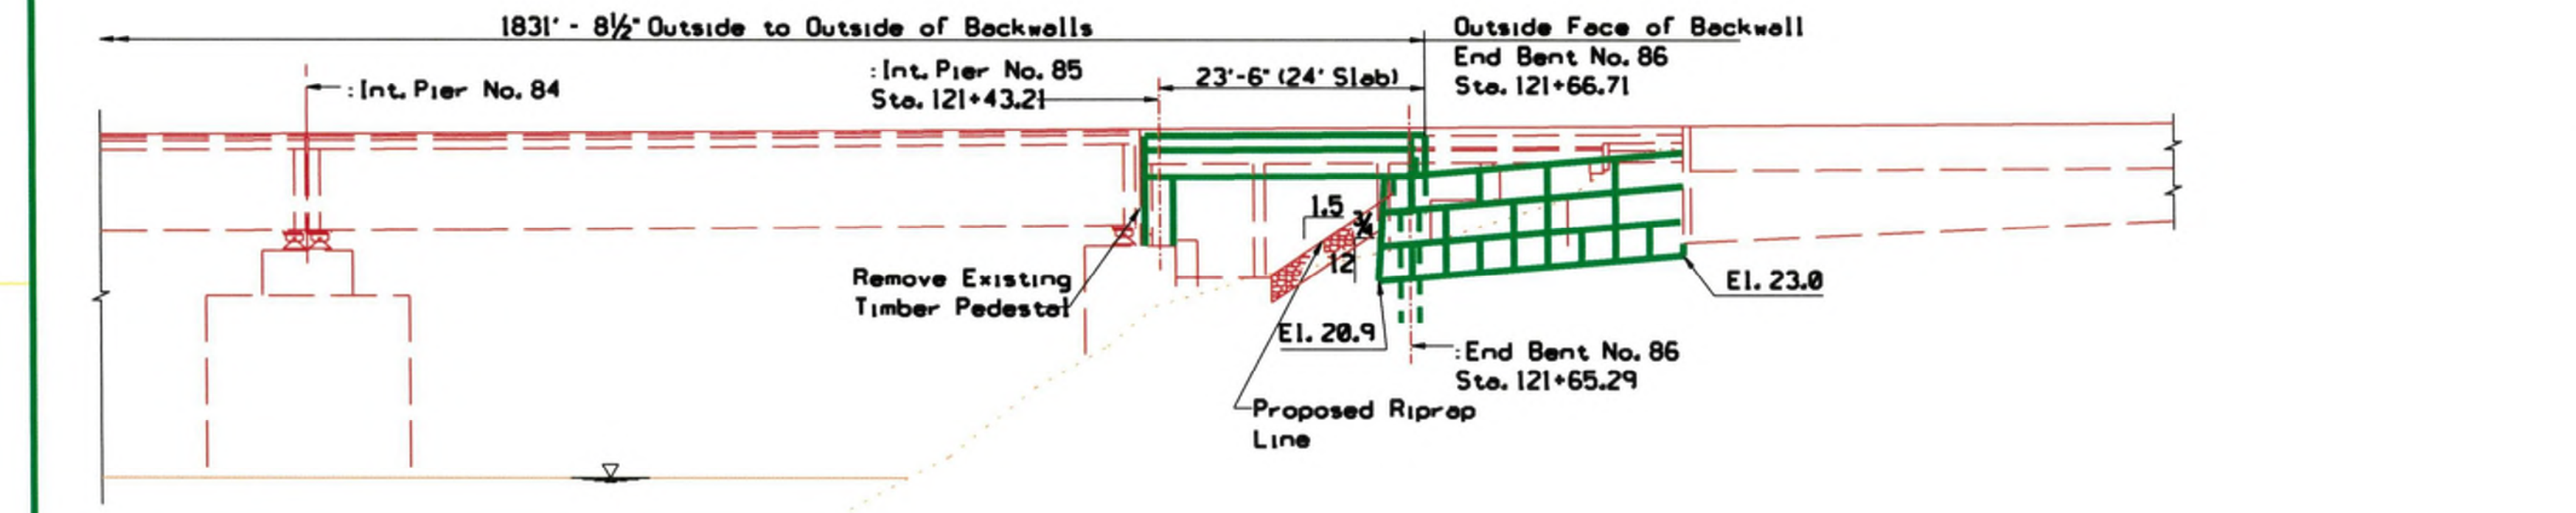 1831' - 8½" Outside to Outside of Backwalls
Outside Face of Backwall
End Bent No. 86
Sta. 121+66.71
:Int. Pier No. 84
:Int. Pier No. 85
Sta. 121+43.21
23'-6" (24' Slab)
1.5
¾
12
Remove Existing
Timber Pedestal
El. 23.0
El. 20.9
:End Bent No. 86
Sta. 121+65.29
Proposed Riprap
Line